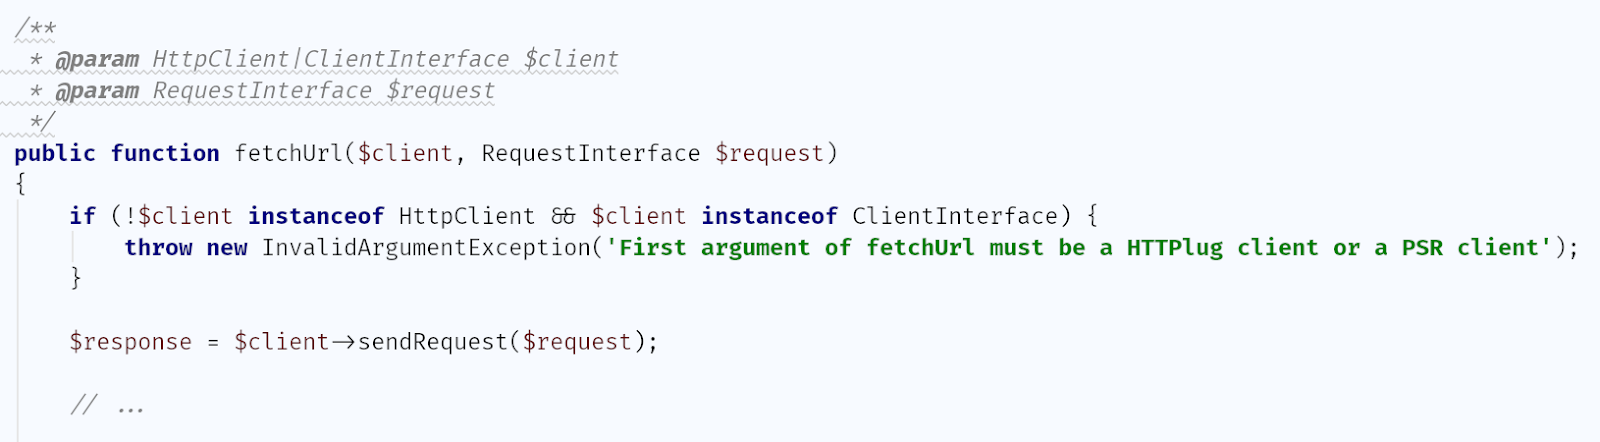 /**
 * @param HttpClient|ClientInterface $client
 * @param RequestInterface $request
 */
public function fetchUrl($client, RequestInterface $request)
{
    if (!$client instanceof HttpClient && $client instanceof ClientInterface) {
        throw new InvalidArgumentException('First argument of fetchUrl must be a HTTPlug client or a PSR client');
    }

    $response = $client->sendRequest($request);

    // ...